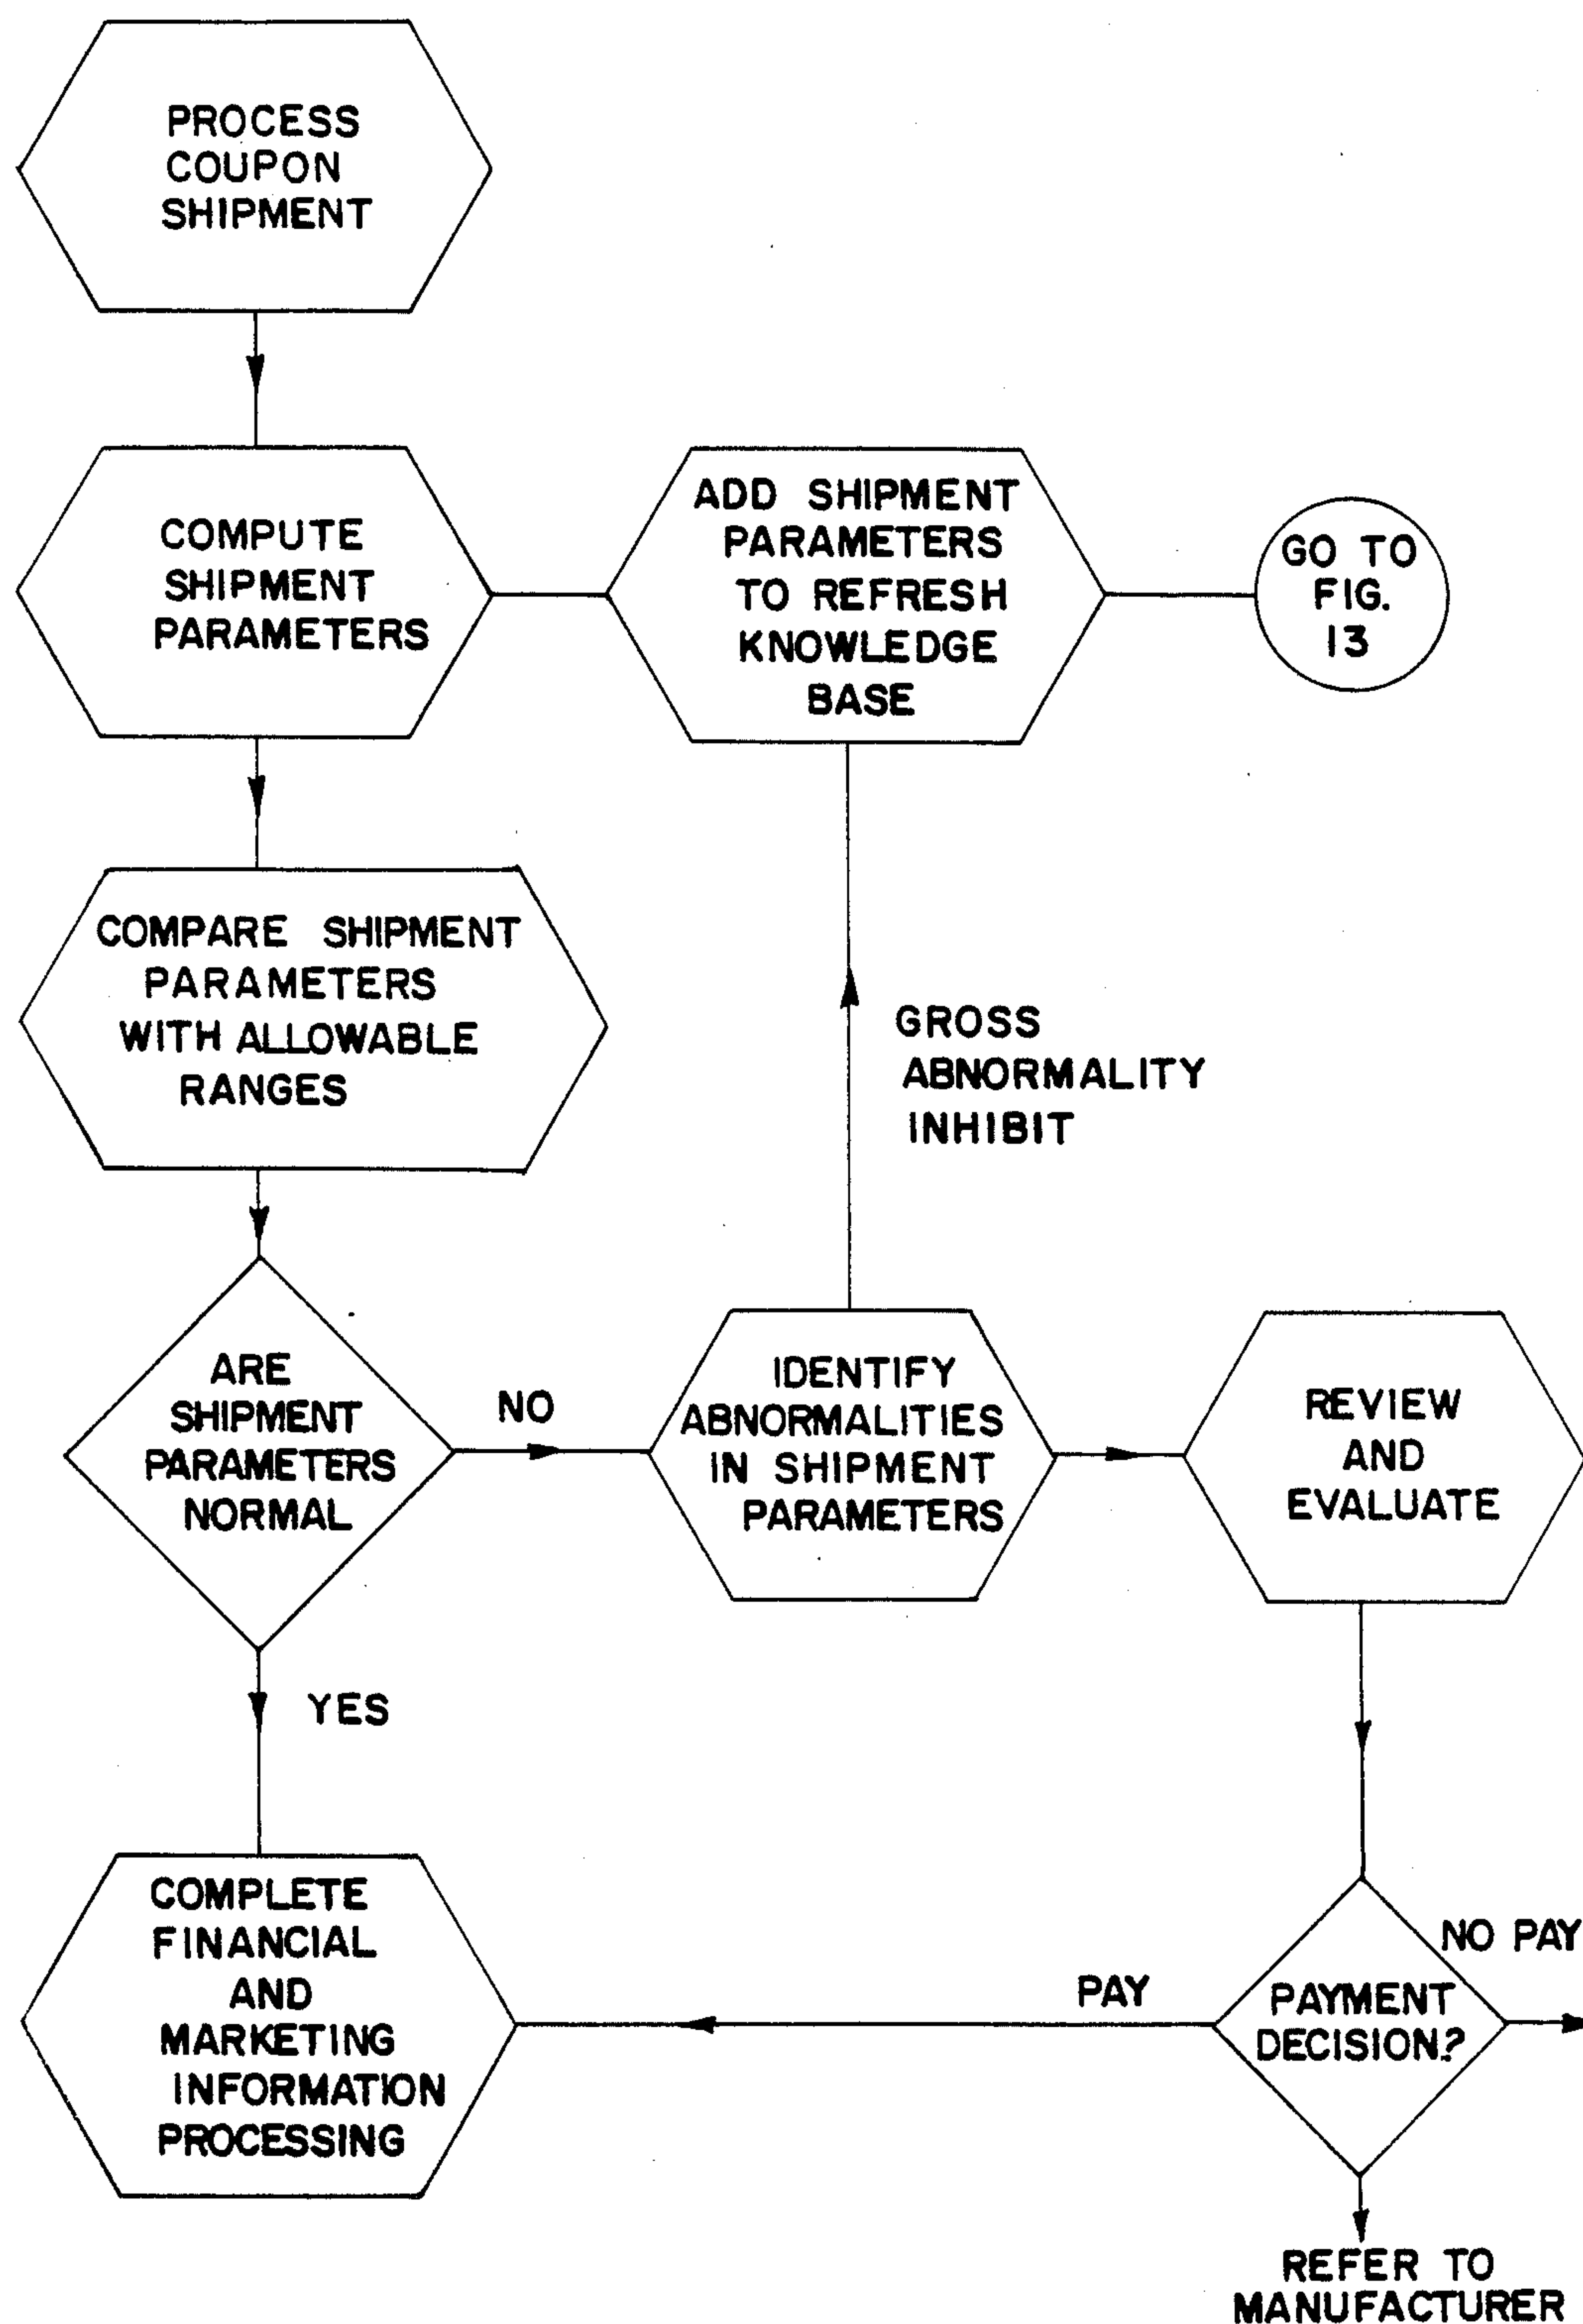 PROCESS
COUPON
SHIPMENT
COMPUTE
SHIPMENT
PARAMETERS
ADD SHIPMENT
PARAMETERS
TO REFRESH
KNOWLEDGE
BASE
GO TO
FIG.
13
COMPARE SHIPMENT
PARAMETERS
WITH ALLOWABLE
RANGES
GROSS
ABNORMALITY
INHIBIT
ARE
SHIPMENT
PARAMETERS
NORMAL
NO
IDENTIFY
ABNORMALITIES
IN SHIPMENT
PARAMETERS
REVIEW
AND
EVALUATE
YES
COMPLETE
FINANCIAL
AND
MARKETING
INFORMATION
PROCESSING
PAY
PAYMENT
DECISION?
NO PAY
REFER TO
MANUFACTURER